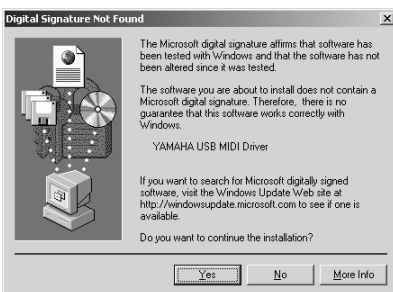 Digital Signature Not Found
The Microsoft digital signature affirms that software has
been tested with Windows and that the software has not
been altered since it was tested.
The software you are about to install does not contain a
Microsoft digital signature. Therefore, there is no
guarantee that this software works correctly with
Windows.
YAMAHA USB MIDI Driver
If you want to search for Microsoft digitally signed
software, visit the Windows Update Web site at
http://windowsupdate.microsoft.com to see if one is
available.
Do you want to continue the installation?
Yes No More Info